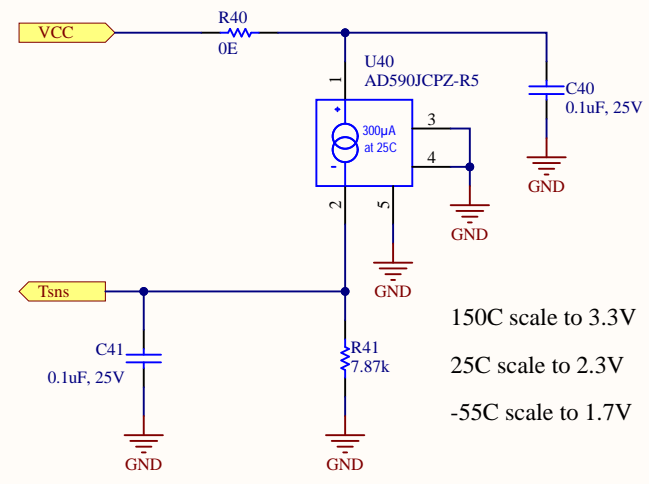 R40
VCC
0E
U40
AD590JCPZ-R5
1
C40
0.1uF, 25V
+
300µA
at 25C
-
3
4
GND
2
5
GND
GND
Tsns
150C scale to 3.3V
C41
0.1uF, 25V
R41
7.87k
25C scale to 2.3V
-55C scale to 1.7V
GND
GND